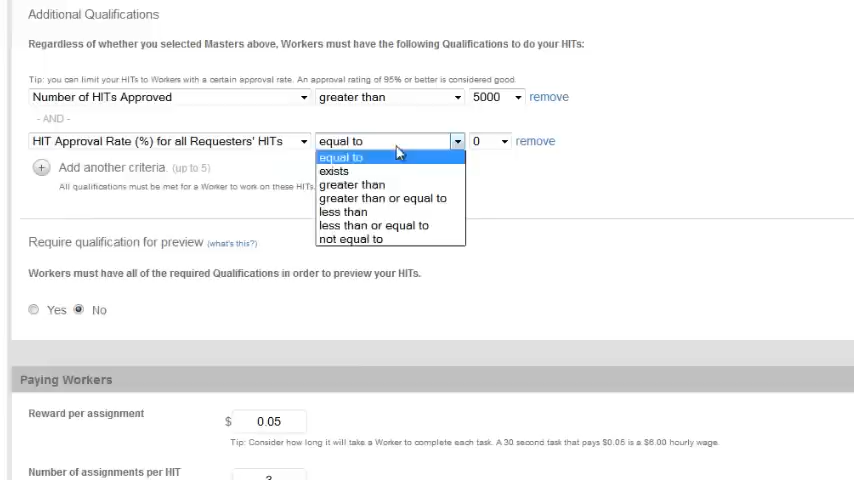 Additional Qualifications
Regardless of whether you selected Masters above, Workers must have the following Qualifications to do your HITs:
Tip: you can limit your HITs to Workers with a certain approval rate. An approval rating of 95% or better is considered good.
Number of HITs Approved greater than 5000 remove
- AND -
HIT Approval Rate (%) for all Requesters' HITs equal to 0 remove
equal to
exists
greater than
greater than or equal to
less than
less than or equal to
not equal to
+ Add another criteria (up to 5)
All qualifications must be met for a Worker to work on these HITs.
Require qualification for preview (what's this?)
Workers must have all of the required Qualifications in order to preview your HITs.
Yes No
Paying Workers
Reward per assignment $ 0.05
Tip: Consider how long it will take a Worker to complete each task. A 30 second task that pays $0.05 is a $6.00 hourly wage.
Number of assignments per HIT 3